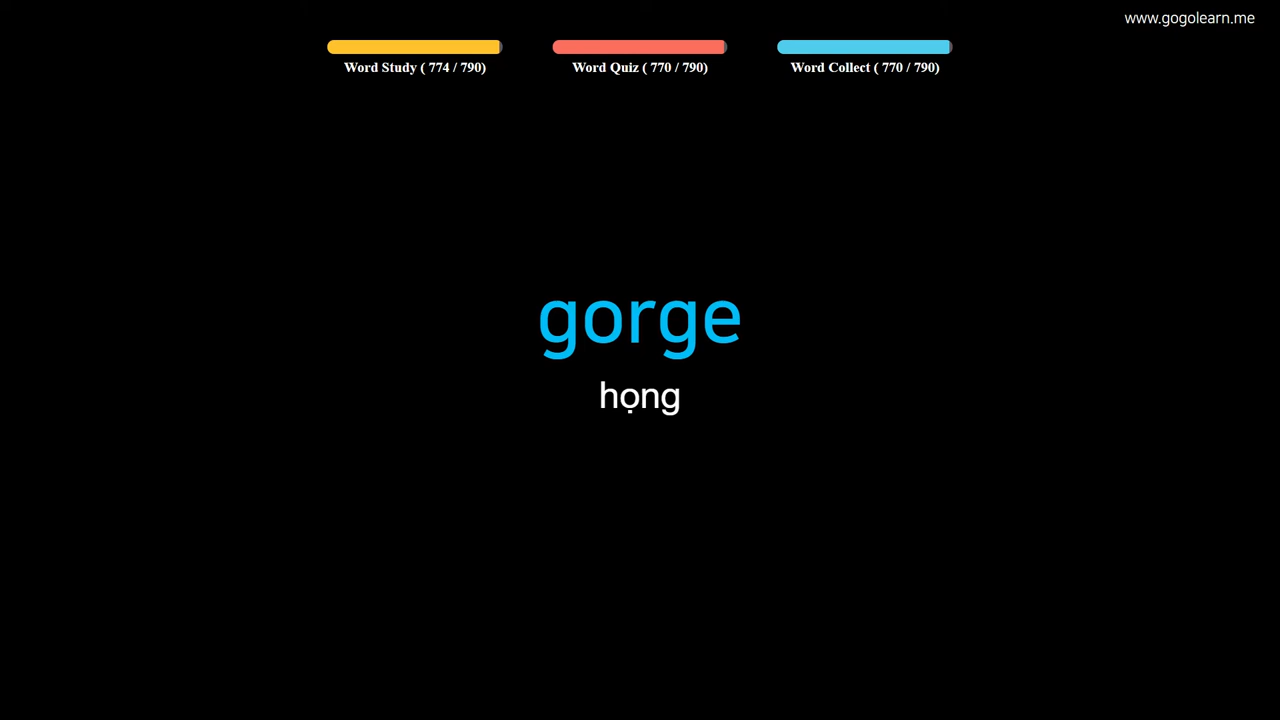 www.gogolearn.me
Word Study ( 774 / 790)
Word Quiz ( 770 / 790)
Word Collect ( 770 / 790)
gorge
họng